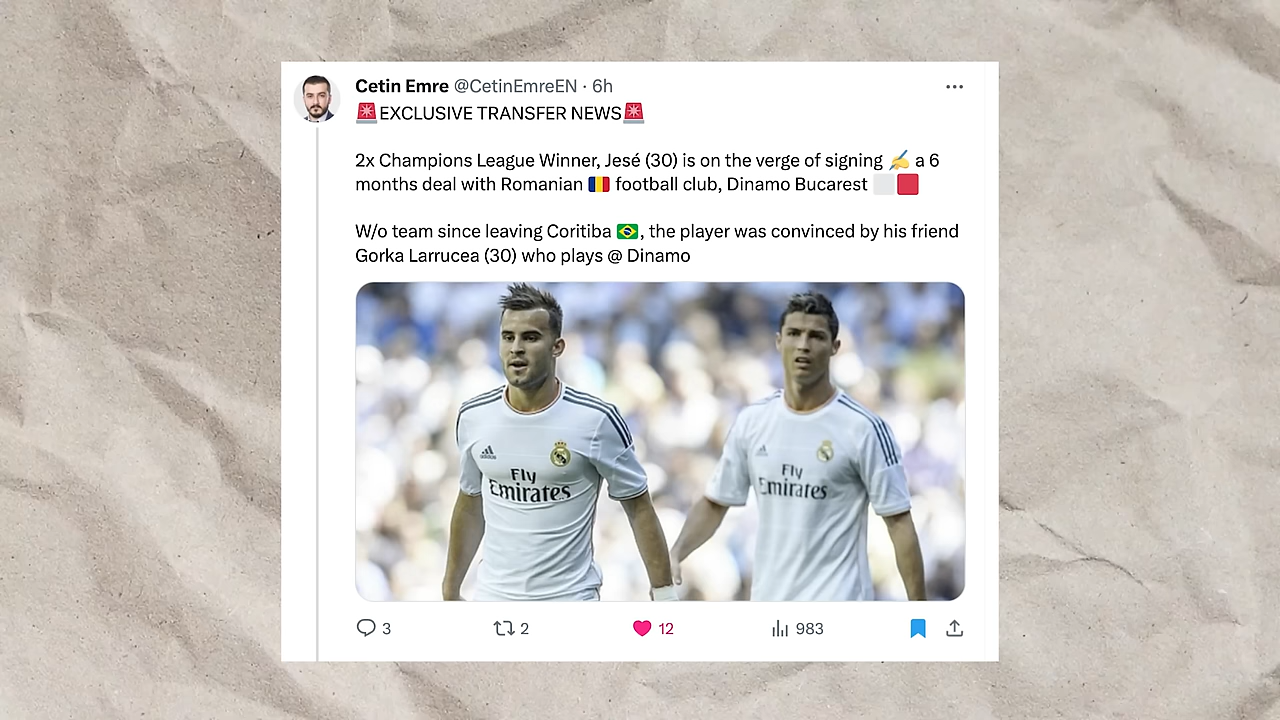 Cetin Emre @CetinEmreEN · 6h
🚨EXCLUSIVE TRANSFER NEWS🚨
2x Champions League Winner, Jesé (30) is on the verge of signing ✍️ a 6
months deal with Romanian 🇷🇴 football club, Dinamo Bucarest ⬜🟥
W/o team since leaving Coritiba 🇧🇷, the player was convinced by his friend
Gorka Larrucea (30) who plays @ Dinamo
adidas
Fly
Emirates
Fly
Emirates
3 2 12 983